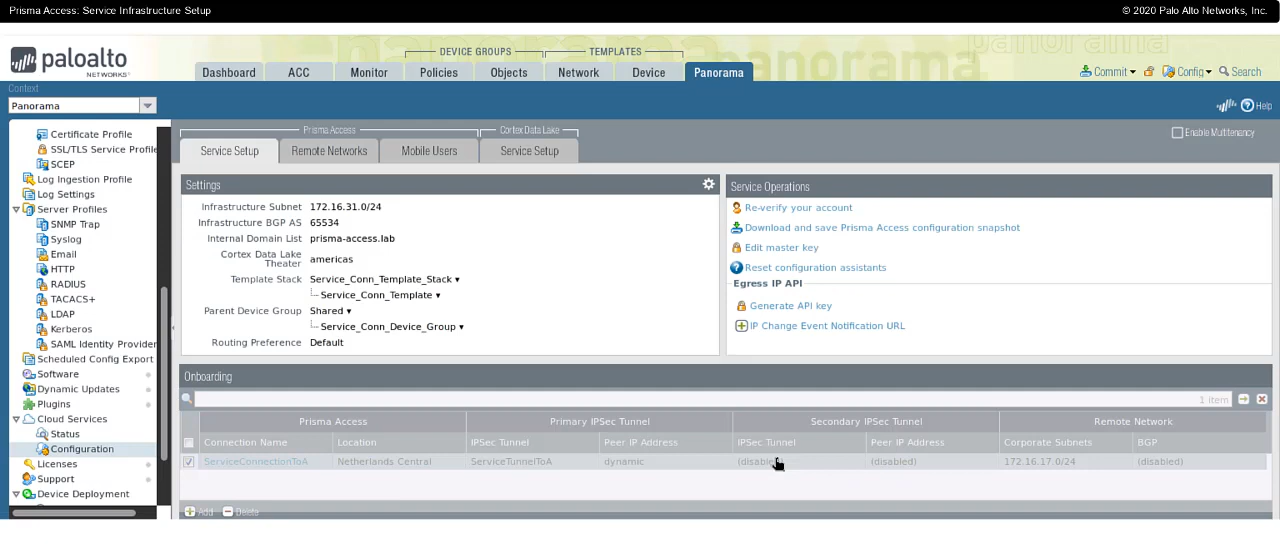 Prisma Access: Service Infrastructure Setup
© 2020 Palo Alto Networks, Inc.
paloalto
NETWORKS
DEVICE GROUPS
TEMPLATES
Dashboard
ACC
Monitor
Policies
Objects
Network
Device
Panorama
Commit
Config
Search
Context
Panorama
Help
Certificate Profile
SSL/TLS Service Profile
SCEP
Log Ingestion Profile
Log Settings
Server Profiles
SNMP Trap
Syslog
Email
HTTP
RADIUS
TACACS+
LDAP
Kerberos
SAML Identity Provider
Scheduled Config Export
Software
Dynamic Updates
Plugins
Cloud Services
Status
Configuration
Licenses
Support
Device Deployment
Prisma Access
Cortex Data Lake
Enable Multitenancy
Service Setup
Remote Networks
Mobile Users
Service Setup
Settings
Infrastructure Subnet 172.16.31.0/24
Infrastructure BGP AS 65534
Internal Domain List prisma-access.lab
Cortex Data Lake Theater americas
Template Stack Service_Conn_Template_Stack
Service_Conn_Template
Parent Device Group Shared
Service_Conn_Device_Group
Routing Preference Default
Service Operations
Re-verify your account
Download and save Prisma Access configuration snapshot
Edit master key
Reset configuration assistants
Egress IP API
Generate API key
IP Change Event Notification URL
Onboarding
1 item
Prisma Access Primary IPSec Tunnel Secondary IPSec Tunnel Remote Network
Connection Name Location IPSec Tunnel Peer IP Address IPSec Tunnel Peer IP Address Corporate Subnets BGP
ServiceConnectionToA Netherlands Central ServiceTunnelToA dynamic (disabled) (disabled) 172.16.17.0/24 (disabled)
Add Delete